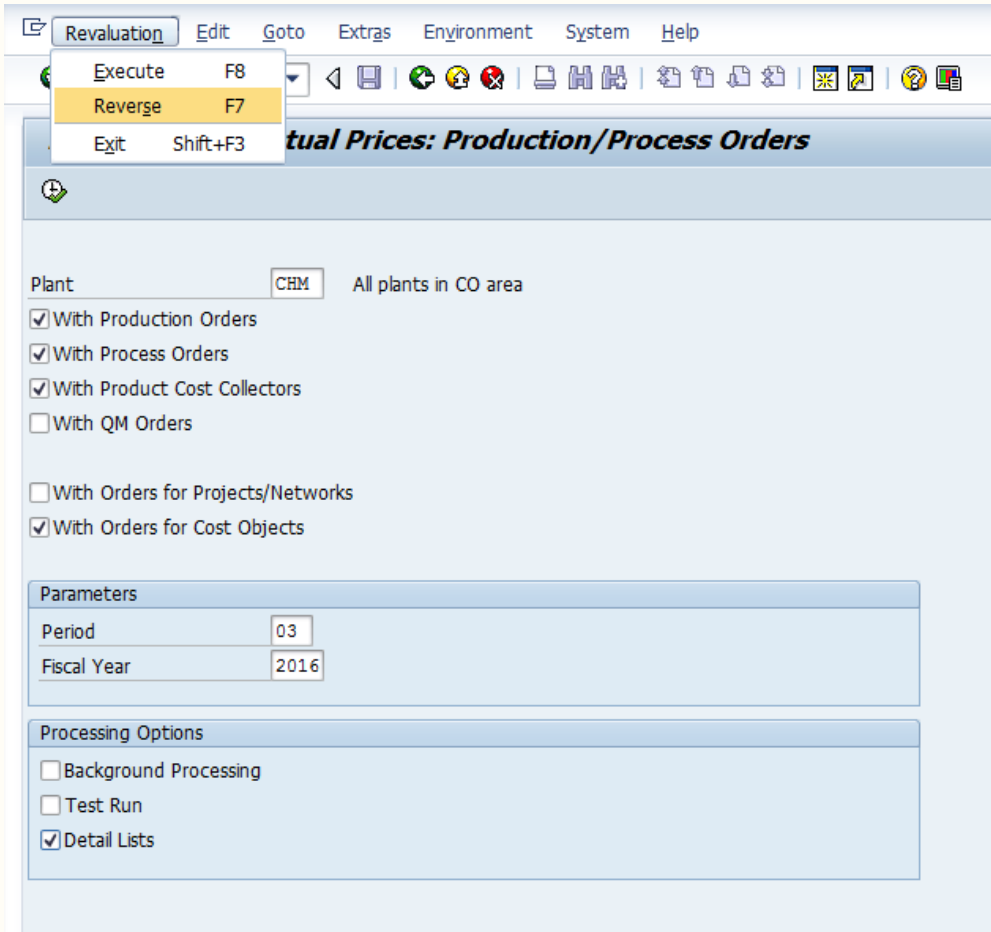 Revaluation Edit Goto Extras Environment System Help
Execute F8
Reverse F7
Exit Shift+F3
tual Prices: Production/Process Orders
Plant CHM All plants in CO area
With Production Orders
With Process Orders
With Product Cost Collectors
With QM Orders
With Orders for Projects/Networks
With Orders for Cost Objects
Parameters
Period 03
Fiscal Year 2016
Processing Options
Background Processing
Test Run
Detail Lists